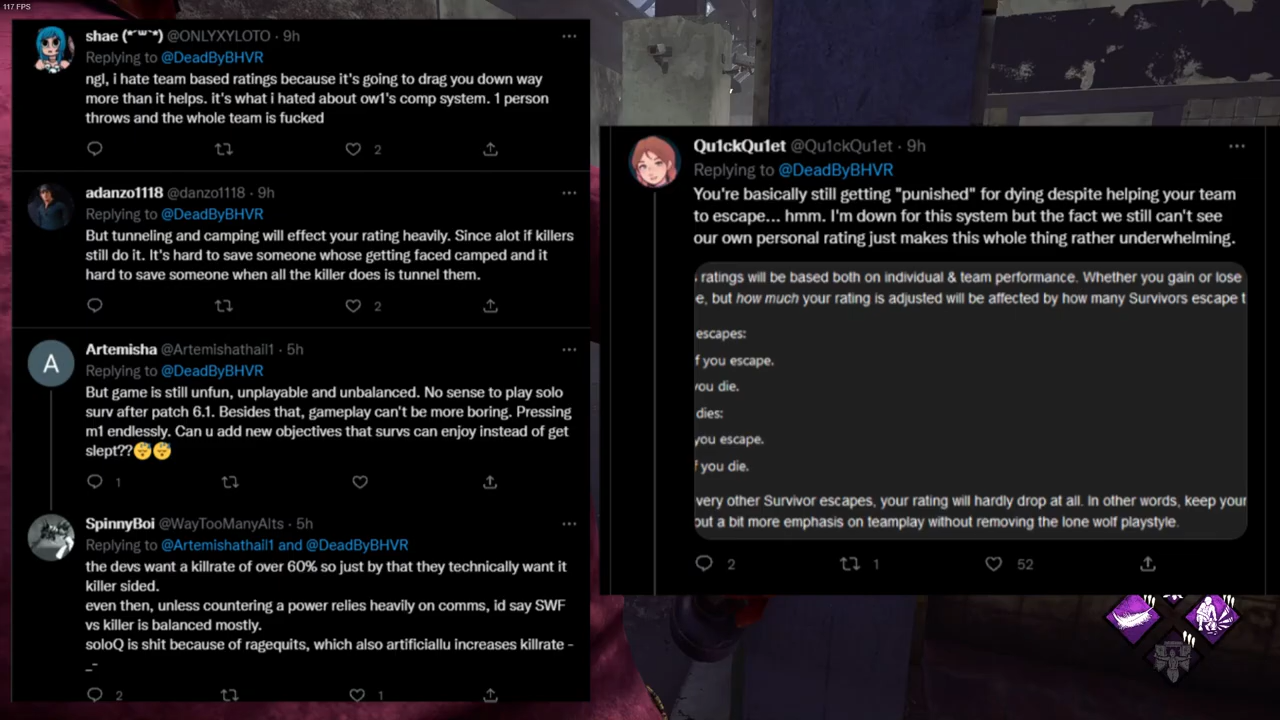 117 FPS
shae (*˘꒳˘*) @ONLYXYLOTO · 9h
Replying to @DeadByBHVR
ngl, i hate team based ratings because it's going to drag you down way
more than it helps. it's what i hated about ow1's comp system. 1 person
throws and the whole team is fucked
2
adanzo1118 @danzo1118 · 9h
Replying to @DeadByBHVR
But tunneling and camping will effect your rating heavily. Since alot if killers
still do it. It's hard to save someone whose getting faced camped and it
hard to save someone when all the killer does is tunnel them.
2
A
Artemisha @Artemishathail1 · 5h
Replying to @DeadByBHVR
But game is still unfun, unplayable and unbalanced. No sense to play solo
surv after patch 6.1. Besides that, gameplay can't be more boring. Pressing
m1 endlessly. Can u add new objectives that survs can enjoy instead of get
slept??😴😴
1
SpinnyBoi @WayTooManyAlts · 5h
Replying to @Artemishathail1 and @DeadByBHVR
the devs want a killrate of over 60% so just by that they technically want it
killer sided.
even then, unless countering a power relies heavily on comms, id say SWF
vs killer is balanced mostly.
soloQ is shit because of ragequits, which also artificiallu increases killrate -
_-
2 1
Qu1ckQu1et @Qu1ckQu1et · 9h
Replying to @DeadByBHVR
You're basically still getting "punished" for dying despite helping your team
to escape... hmm. I'm down for this system but the fact we still can't see
our own personal rating just makes this whole thing rather underwhelming.
ratings will be based both on individual & team performance. Whether you gain or lose
e, but how much your rating is adjusted will be affected by how many Survivors escape t
escapes:
f you escape.
you die.
dies:
you escape.
f you die.
very other Survivor escapes, your rating will hardly drop at all. In other words, keep your
out a bit more emphasis on teamplay without removing the lone wolf playstyle.
2 1 52